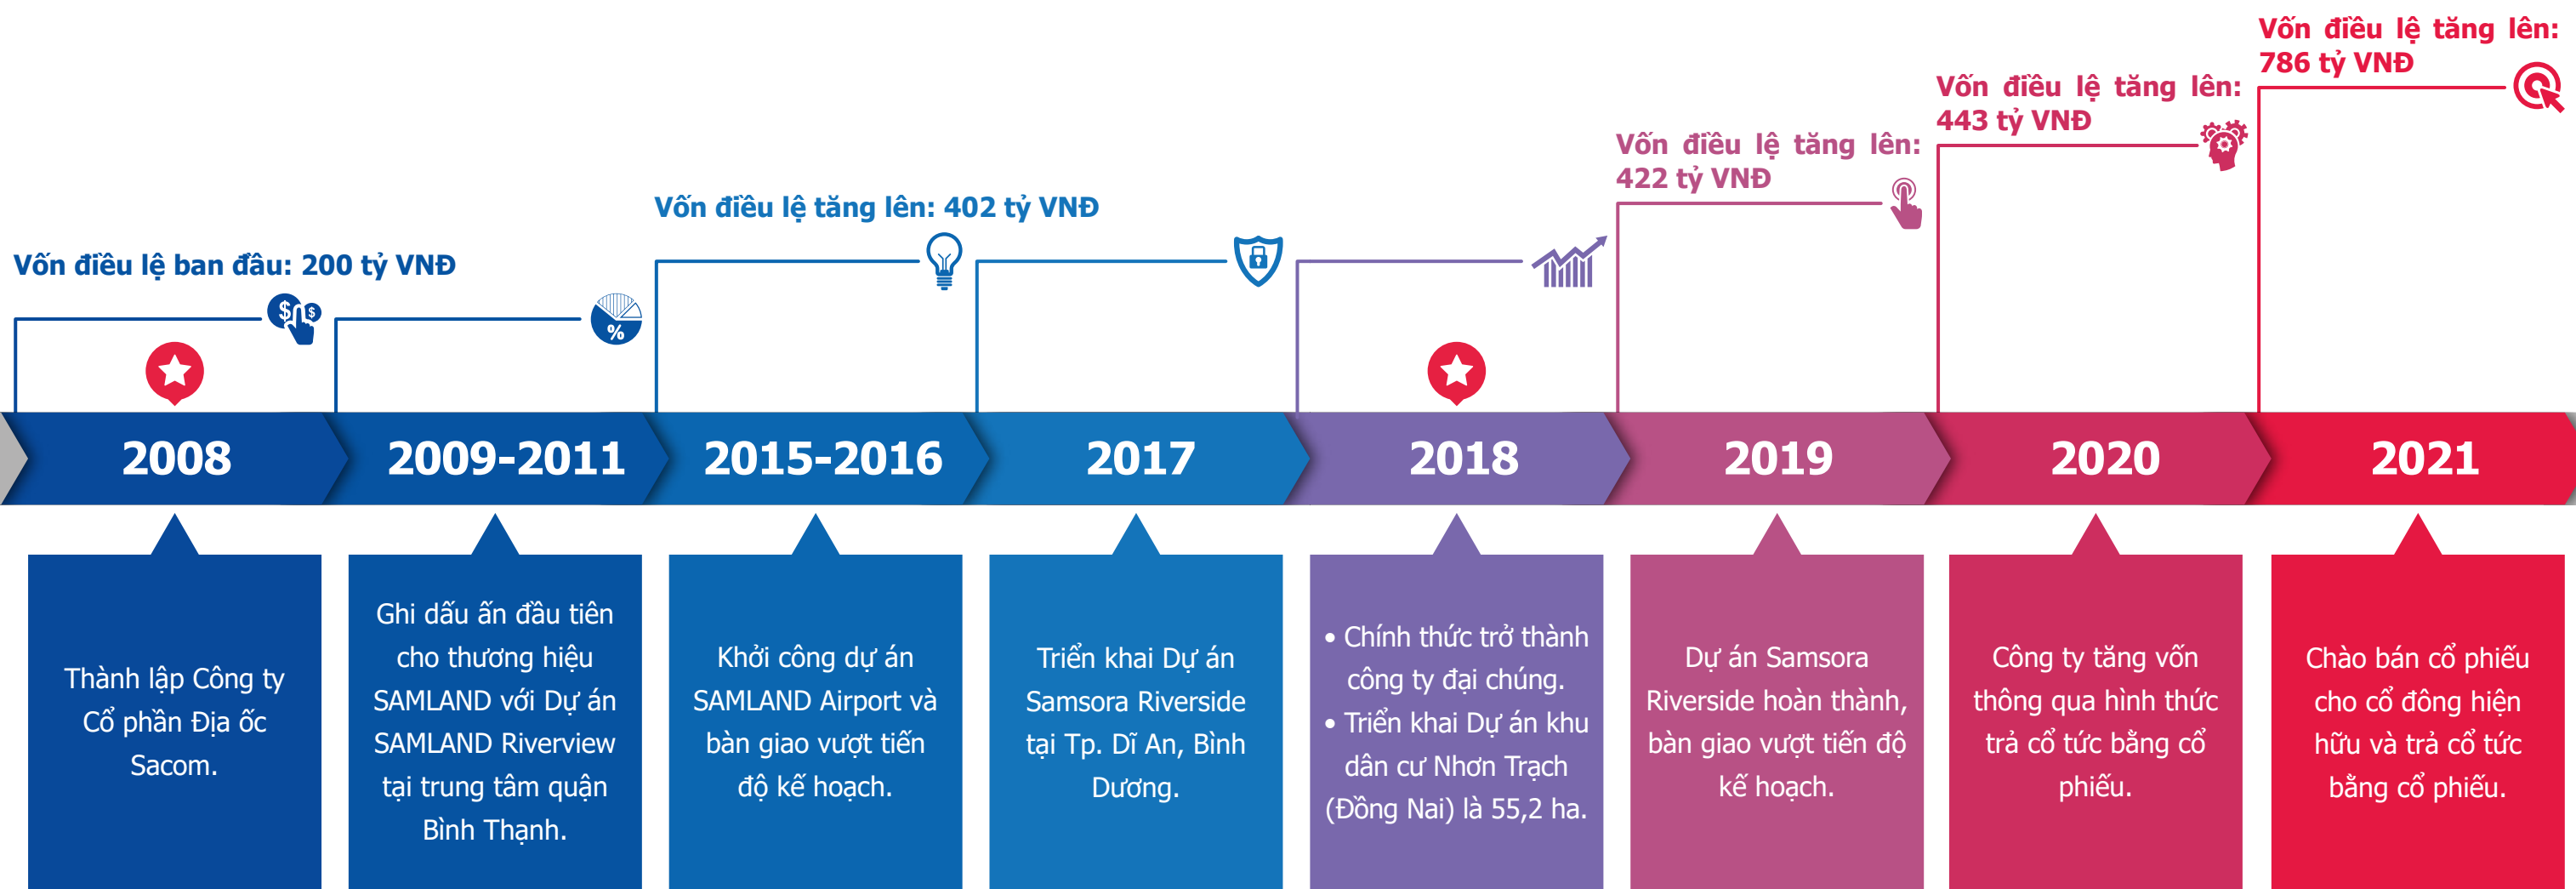 Vốn điều lệ ban đầu: 200 tỷ VNĐ
Vốn điều lệ tăng lên: 402 tỷ VNĐ
Vốn điều lệ tăng lên:
422 tỷ VNĐ
Vốn điều lệ tăng lên:
443 tỷ VNĐ
Vốn điều lệ tăng lên:
786 tỷ VNĐ
2008
2009-2011
2015-2016
2017
2018
2019
2020
2021
Thành lập Công ty
Cổ phần Địa ốc
Sacom.
Ghi dấu ấn đầu tiên
cho thương hiệu
SAMLAND với Dự án
SAMLAND Riverview
tại trung tâm quận
Bình Thạnh.
Khởi công dự án
SAMLAND Airport và
bàn giao vượt tiến
độ kế hoạch.
Triển khai Dự án
Samsora Riverside
tại Tp. Dĩ An, Bình
Dương.
• Chính thức trở thành
công ty đại chúng.
• Triển khai Dự án khu
dân cư Nhơn Trạch
(Đồng Nai) là 55,2 ha.
Dự án Samsora
Riverside hoàn thành,
bàn giao vượt tiến độ
kế hoạch.
Công ty tăng vốn
thông qua hình thức
trả cổ tức bằng cổ
phiếu.
Chào bán cổ phiếu
cho cổ đông hiện
hữu và trả cổ tức
bằng cổ phiếu.